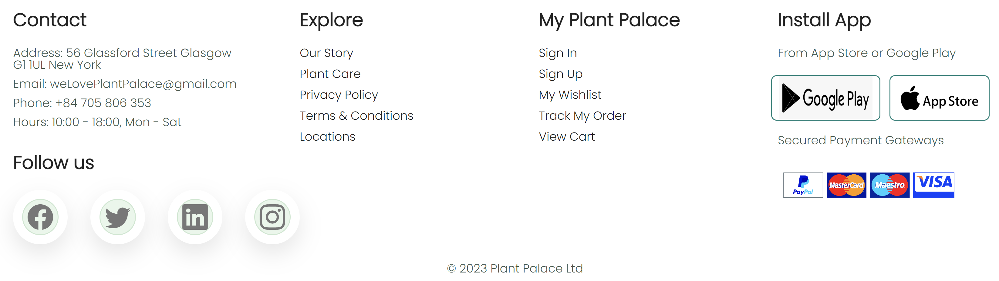 Contact
Address: 56 Glassford Street Glasgow
G1 1UL New York
Email: weLovePlantPalace@gmail.com
Phone: +84 705 806 353
Hours: 10:00 - 18:00, Mon - Sat
Follow us
Explore
Our Story
Plant Care
Privacy Policy
Terms & Conditions
Locations
My Plant Palace
Sign In
Sign Up
My Wishlist
Track My Order
View Cart
Install App
From App Store or Google Play
Google Play
App Store
Secured Payment Gateways
PayPal
MasterCard
Maestro
VISA
© 2023 Plant Palace Ltd